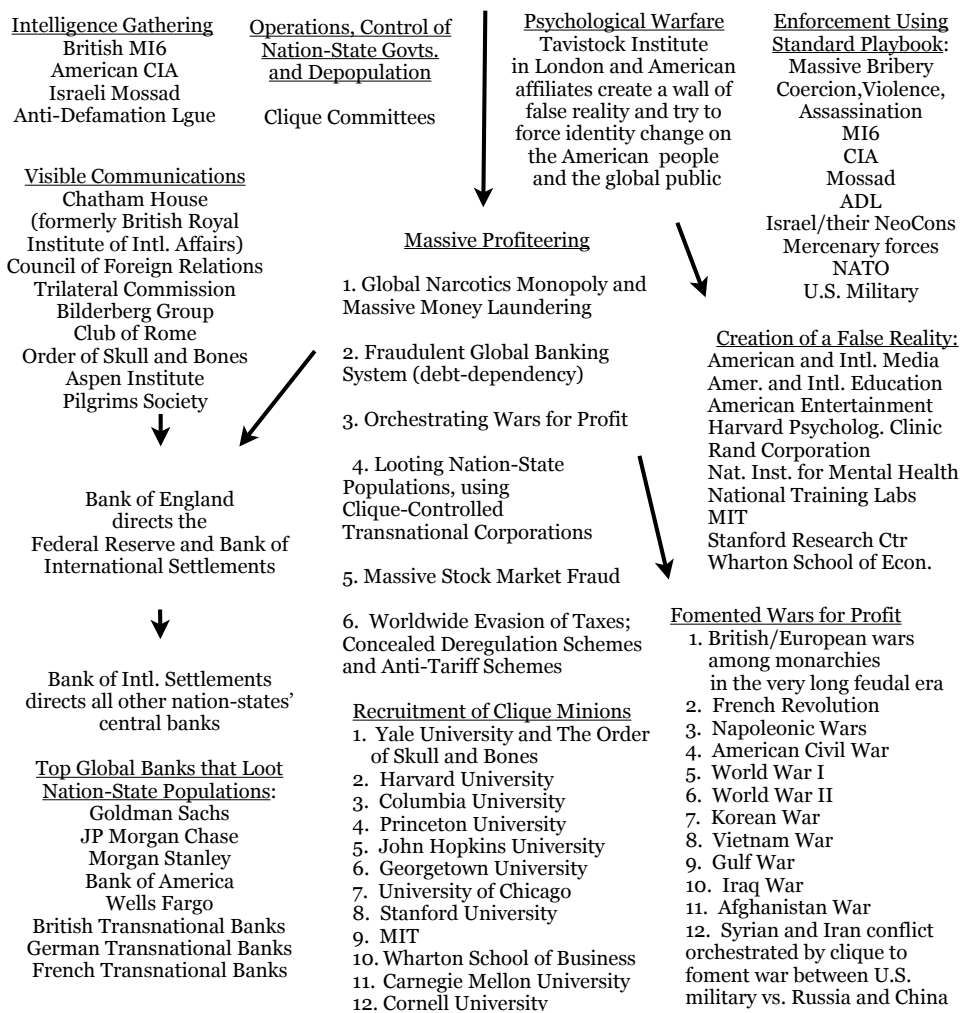 Intelligence Gathering
British MI6
American CIA
Israeli Mossad
Anti-Defamation Lgue
Operations, Control of
Nation-State Govts.
and Depopulation
Clique Committees
Psychological Warfare
Tavistock Institute
in London and American
affiliates create a wall of
false reality and try to
force identity change on
the American people
and the global public
Enforcement Using
Standard Playbook:
Massive Bribery
Coercion,Violence,
Assassination
MI6
CIA
Mossad
ADL
Israel/their NeoCons
Mercenary forces
NATO
U.S. Military
Visible Communications
Chatham House
(formerly British Royal
Institute of Intl. Affairs)
Council of Foreign Relations
Trilateral Commission
Bilderberg Group
Club of Rome
Order of Skull and Bones
Aspen Institute
Pilgrims Society
Massive Profiteering
1. Global Narcotics Monopoly and
Massive Money Laundering
2. Fraudulent Global Banking
System (debt-dependency)
3. Orchestrating Wars for Profit
4. Looting Nation-State
Populations, using
Clique-Controlled
Transnational Corporations
5. Massive Stock Market Fraud
6. Worldwide Evasion of Taxes;
Concealed Deregulation Schemes
and Anti-Tariff Schemes
Creation of a False Reality:
American and Intl. Media
Amer. and Intl. Education
American Entertainment
Harvard Psycholog. Clinic
Rand Corporation
Nat. Inst. for Mental Health
National Training Labs
MIT
Stanford Research Ctr
Wharton School of Econ.
Bank of England
directs the
Federal Reserve and Bank of
International Settlements
Bank of Intl. Settlements
directs all other nation-states'
central banks
Top Global Banks that Loot
Nation-State Populations:
Goldman Sachs
JP Morgan Chase
Morgan Stanley
Bank of America
Wells Fargo
British Transnational Banks
German Transnational Banks
French Transnational Banks
Recruitment of Clique Minions
1. Yale University and The Order
of Skull and Bones
2. Harvard University
3. Columbia University
4. Princeton University
5. John Hopkins University
6. Georgetown University
7. University of Chicago
8. Stanford University
9. MIT
10. Wharton School of Business
11. Carnegie Mellon University
12. Cornell University
Fomented Wars for Profit
1. British/European wars
among monarchies
in the very long feudal era
2. French Revolution
3. Napoleonic Wars
4. American Civil War
5. World War I
6. World War II
7. Korean War
8. Vietnam War
9. Gulf War
10. Iraq War
11. Afghanistan War
12. Syrian and Iran conflict
orchestrated by clique to
foment war between U.S.
military vs. Russia and China